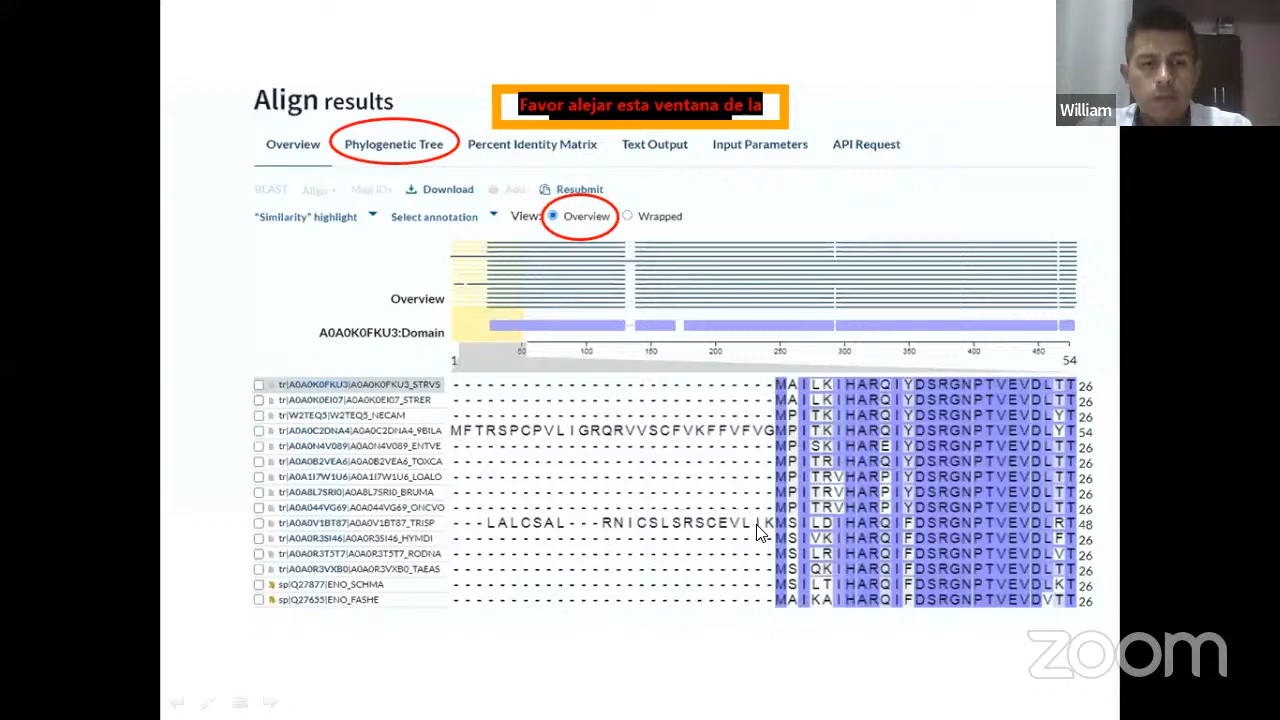 Favor alejar esta ventana de la
Align results
William
Overview Phylogenetic Tree Percent Identity Matrix Text Output Input Parameters API Request
BLAST Align Map IDs Download Add Resubmit
"Similarity" highlight Select annotation View: Overview Wrapped
Overview
A0A0K0FKU3:Domain
50 100 150 200 250 300 350 400 450
1 54
tr|A0A0K0FKU3|A0A0K0FKU3_STRVS - - - - - - - - - - - - - - - - - - - - - - - - - - - - MAILKIHARQIYDSRGNPTVEVDLTT 26
tr|A0A0K0EI07|A0A0K0EI07_STRER - - - - - - - - - - - - - - - - - - - - - - - - - - - - MALKIHARQIYDSRGNPTVEVDLTT 26
tr|W2TEQ5|W2TEQ5_NECAM - - - - - - - - - - - - - - - - - - - - - - - - - - - - MPITKIHARQIYDSRGNPTVEVDLYT 26
tr|A0A0C2DNA4|A0A0C2DNA4_9BILA MFTRSPCPVLIGRQRVVSCFVKFFVFVGMPITKIHARQIYDSRGNPTVEVDLYT 54
tr|A0A0N4V089|A0A0N4V089_ENTVE - - - - - - - - - - - - - - - - - - - - - - - - - - - - MPISKIHAREIYDSRGNPTVEVDLTT 26
tr|A0A0B2VEA6|A0A0B2VEA6_TOXCA - - - - - - - - - - - - - - - - - - - - - - - - - - - - MPITRIHARQIYDSRGNPTVEVDLTT 26
tr|A0A1I7W1U6|A0A1I7W1U6_LOALO - - - - - - - - - - - - - - - - - - - - - - - - - - - - MPITRVHARPIYDSRGNPTVEVDLTT 26
tr|A0A8L7SRI0|A0A8L7SRI0_BRUMA - - - - - - - - - - - - - - - - - - - - - - - - - - - - MPITRVHARPIYDSRGNPTVEVDLTT 26
tr|A0A044VG69|A0A044VG69_ONCVO - - - - - - - - - - - - - - - - - - - - - - - - - - - - MPITRVHARPIYDSRGNPTVEVDLTT 26
tr|A0A0V1BT87|A0A0V1BT87_TRISP - - - LALCSAL - - - RNICSLSRSCEVLIKMSILDIHARQIFDSRGNPTVEVDLRT 48
tr|A0A0R3SI46|A0A0R3SI46_HYMDI - - - - - - - - - - - - - - - - - - - - - - - - - - - - MSIVKIHARQIFDSRGNPTVEVDLFT 26
tr|A0A0R3T5T7|A0A0R3T5T7_RODNA - - - - - - - - - - - - - - - - - - - - - - - - - - - - MSILRIHARQIFDSRGNPTVEVDLVT 26
tr|A0A0R3VXB0|A0A0R3VXB0_TAEAS - - - - - - - - - - - - - - - - - - - - - - - - - - - - MSIQKIHARQIFDSRGNPTVEVDLTT 26
sp|Q27877|ENO_SCHMA - - - - - - - - - - - - - - - - - - - - - - - - - - - - MSILTIHARQIFDSRGNPTVEVDLKT 26
sp|Q27655|ENO_FASHE - - - - - - - - - - - - - - - - - - - - - - - - - - - - MAIKAIHARQIFDSRGNPTVEVDVTT 26
zoom